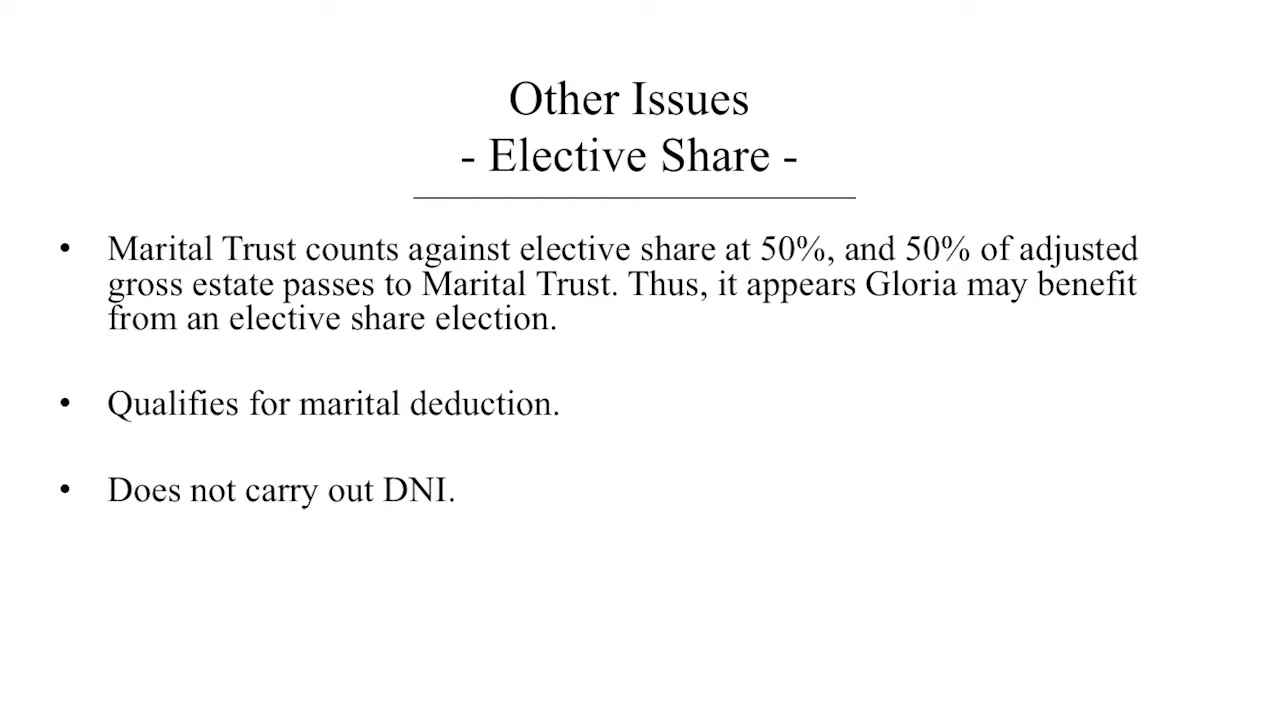 Other Issues
- Elective Share -
• Marital Trust counts against elective share at 50%, and 50% of adjusted
gross estate passes to Marital Trust. Thus, it appears Gloria may benefit
from an elective share election.
• Qualifies for marital deduction.
• Does not carry out DNI.